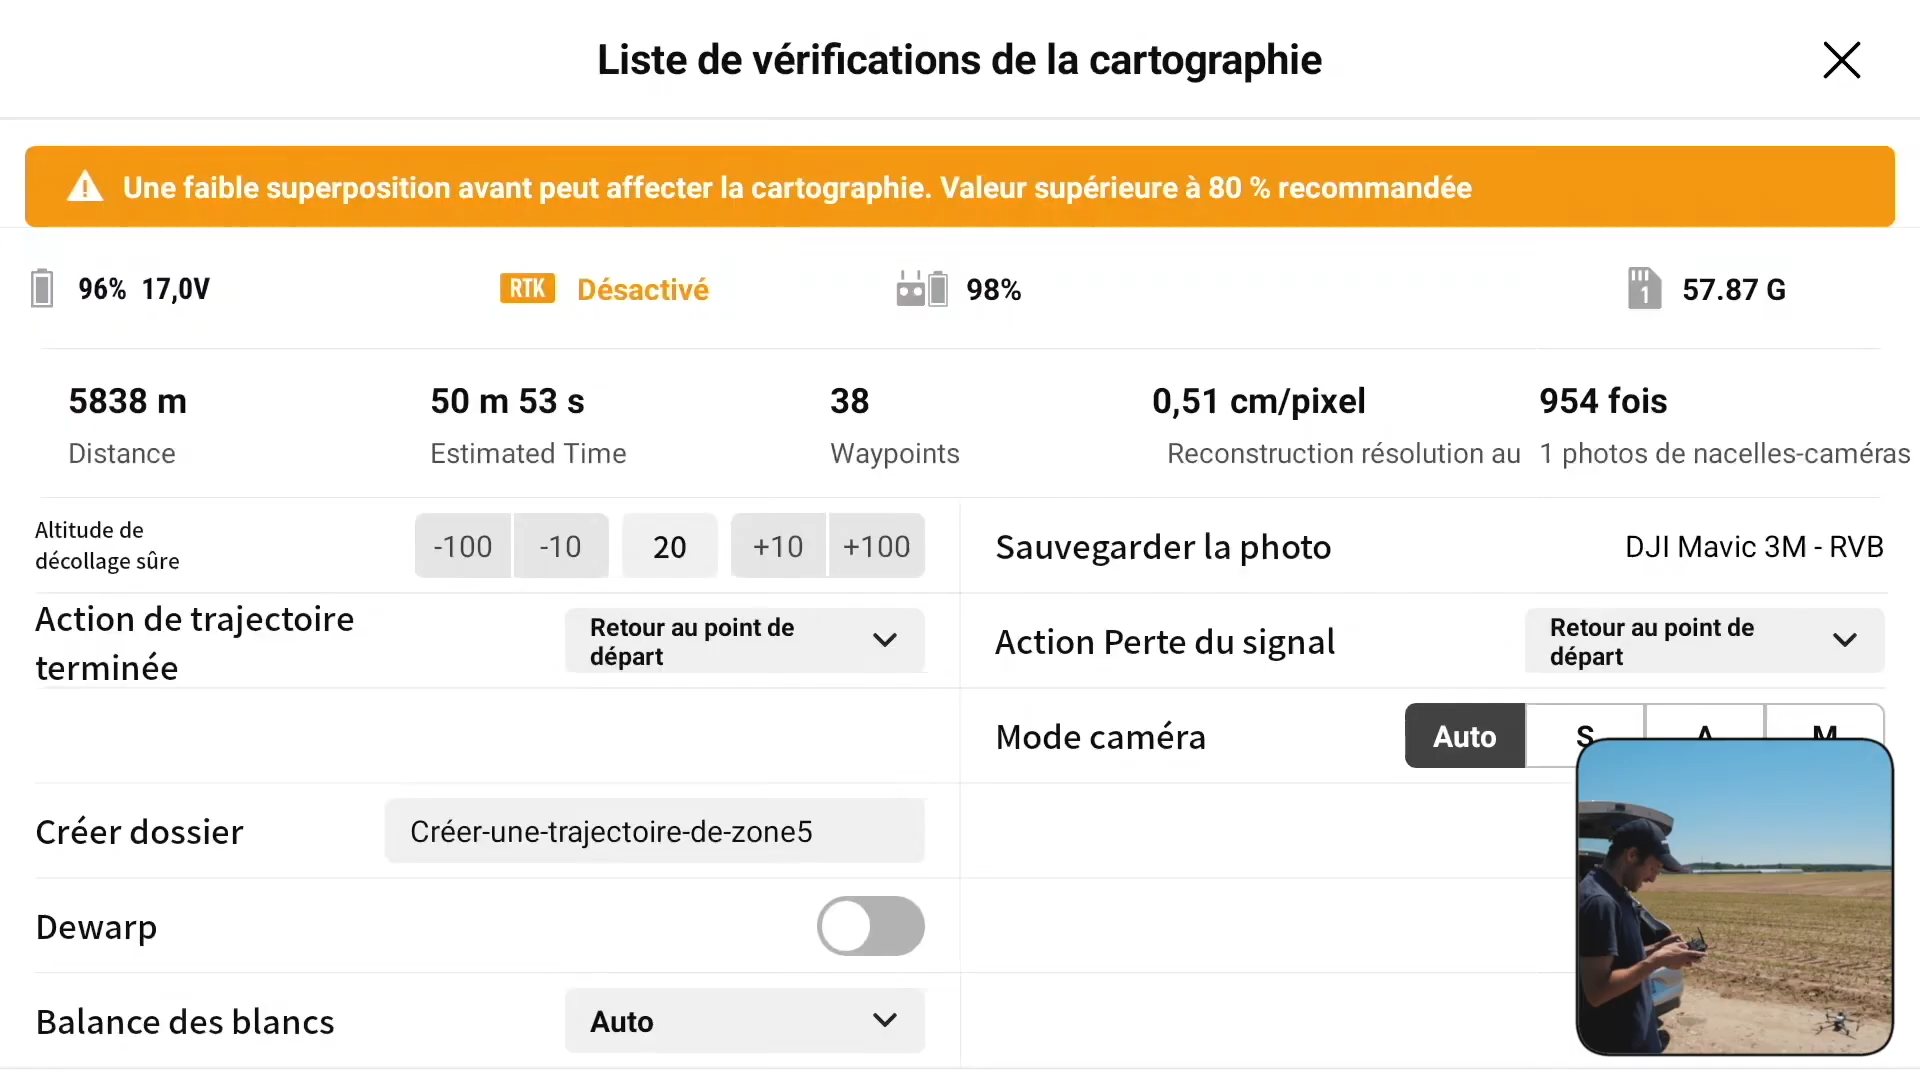 Liste de vérifications de la cartographie
Une faible superposition avant peut affecter la cartographie. Valeur supérieure à 80 % recommandée
96% 17,0V
RTK Désactivé
98%
1 57.87 G
5838 m
Distance
50 m 53 s
Estimated Time
38
Waypoints
0,51 cm/pixel
Reconstruction résolution au
954 fois
1 photos de nacelles-caméras
Altitude de
décollage sûre
-100 -10 20 +10 +100
Sauvegarder la photo
DJI Mavic 3M - RVB
Action de trajectoire
terminée
Retour au point de
départ
Action Perte du signal
Retour au point de
départ
Mode caméra
Auto S A M
Créer dossier
Créer-une-trajectoire-de-zone5
Dewarp
Balance des blancs
Auto